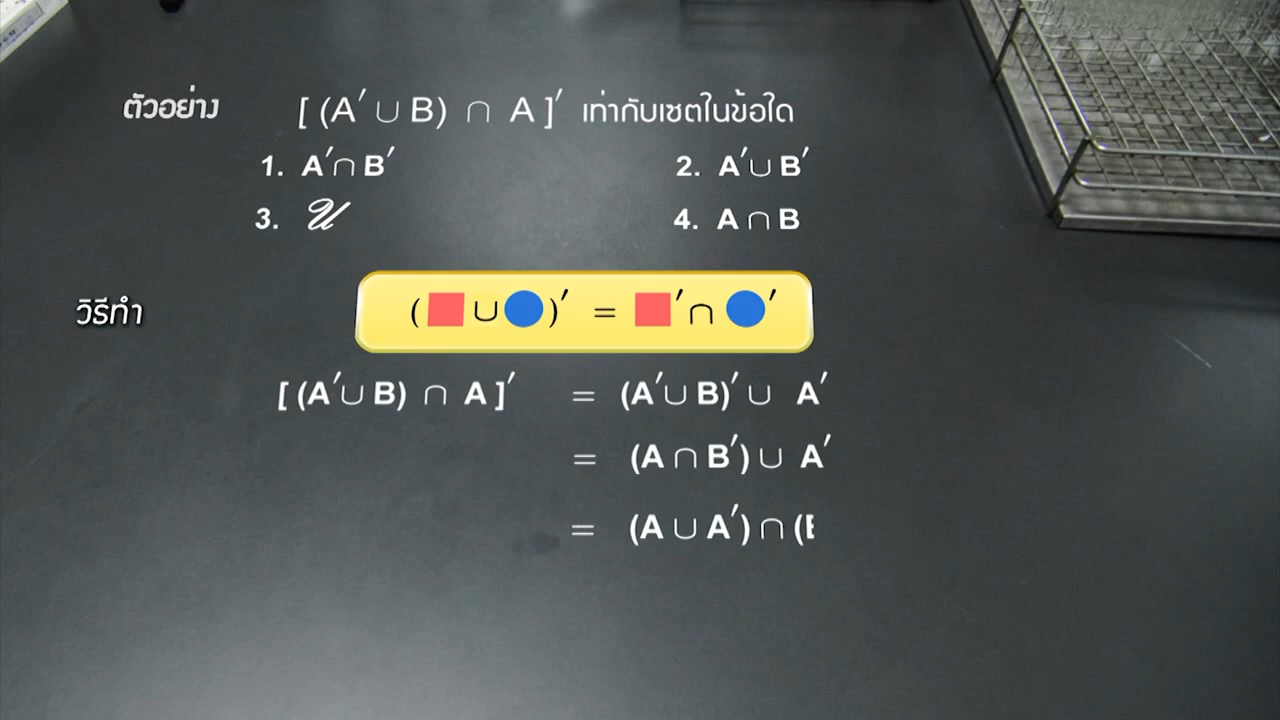 ตัวอย่าง [ (A′ ∪ B) ∩ A ]′ เท่ากับเซตในข้อใด
1. A′∩ B′ 2. A′∪ B′
3. 𝒰 4. A ∩ B
วิธีทำ
( ∪ )′ = ′∩ ′
[ (A′∪ B) ∩ A ]′ = (A′∪ B)′ ∪ A′
= (A ∩ B′) ∪ A′
= (A ∪ A′) ∩ (